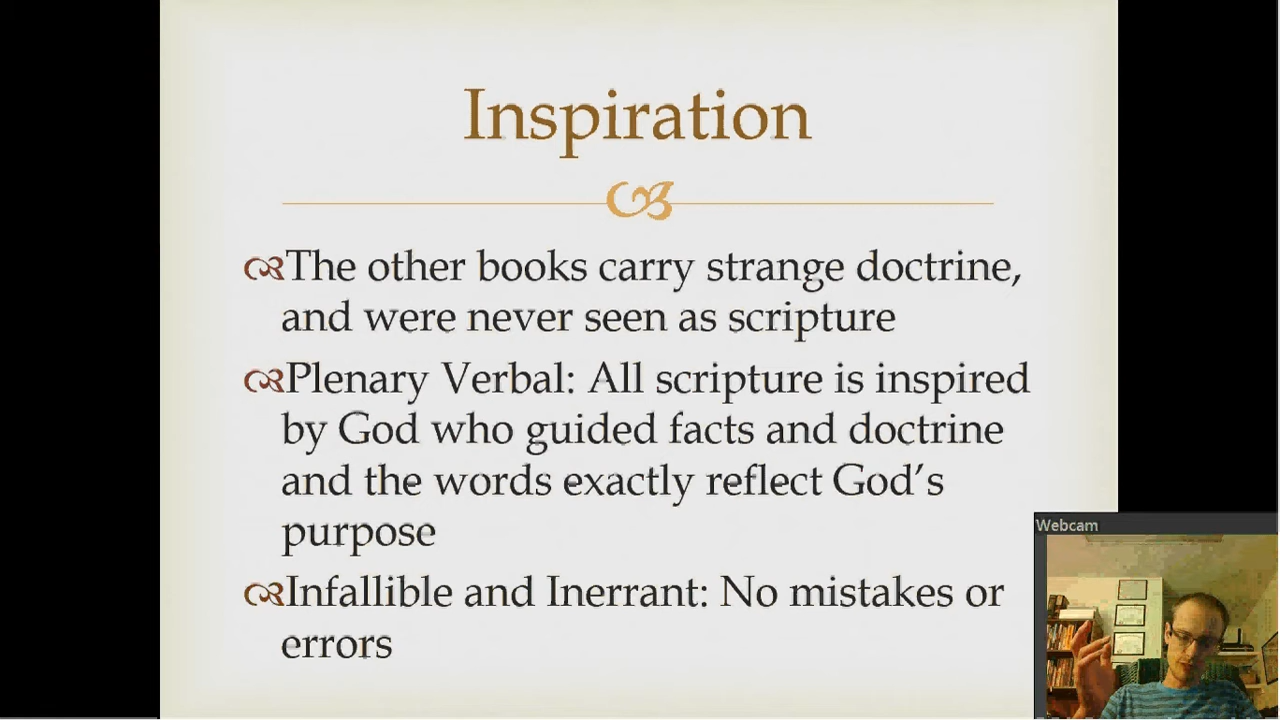 Inspiration
The other books carry strange doctrine,
and were never seen as scripture
Plenary Verbal: All scripture is inspired
by God who guided facts and doctrine
and the words exactly reflect God's
purpose
Infallible and Inerrant: No mistakes or
errors
Webcam